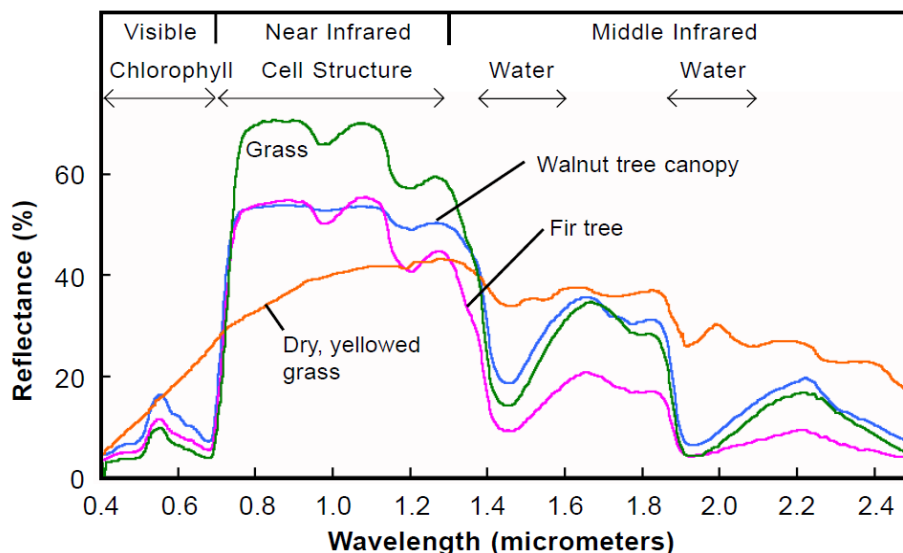 Visible Near Infrared Middle Infrared
Chlorophyll Cell Structure Water Water
Grass
Walnut tree canopy
Fir tree
Dry, yellowed
grass
Reflectance (%)
60
40
20
0
0.4 0.6 0.8 1.0 1.2 1.4 1.6 1.8 2.0 2.2 2.4
Wavelength (micrometers)